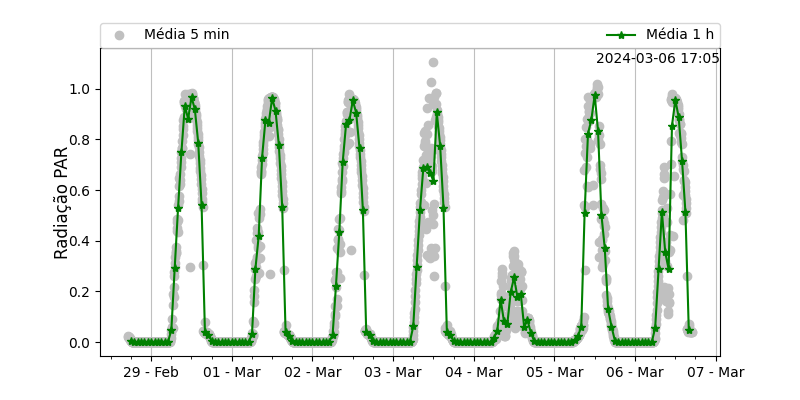 Média 5 min
Média 1 h
2024-03-06 17:05
Radiação PAR
1.0
0.8
0.6
0.4
0.2
0.0
29 - Feb
01 - Mar
02 - Mar
03 - Mar
04 - Mar
05 - Mar
06 - Mar
07 - Mar